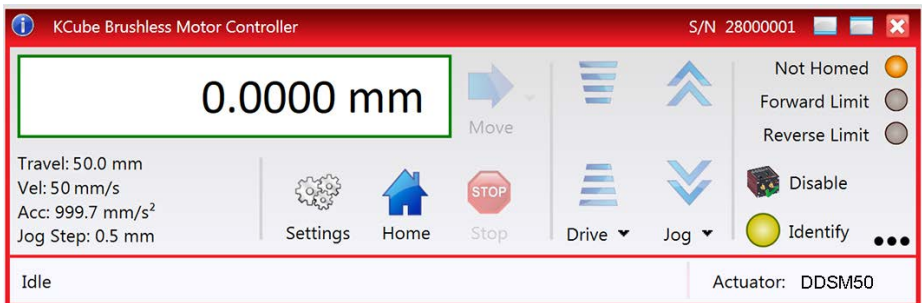 KCube Brushless Motor Controller
S/N 28000001
0.0000 mm
Move
Not Homed
Forward Limit
Reverse Limit
Travel: 50.0 mm
Vel: 50 mm/s
Acc: 999.7 mm/s²
Jog Step: 0.5 mm
Settings
Home
STOP
Stop
Drive
Jog
Disable
Identify
Idle
Actuator: DDSM50